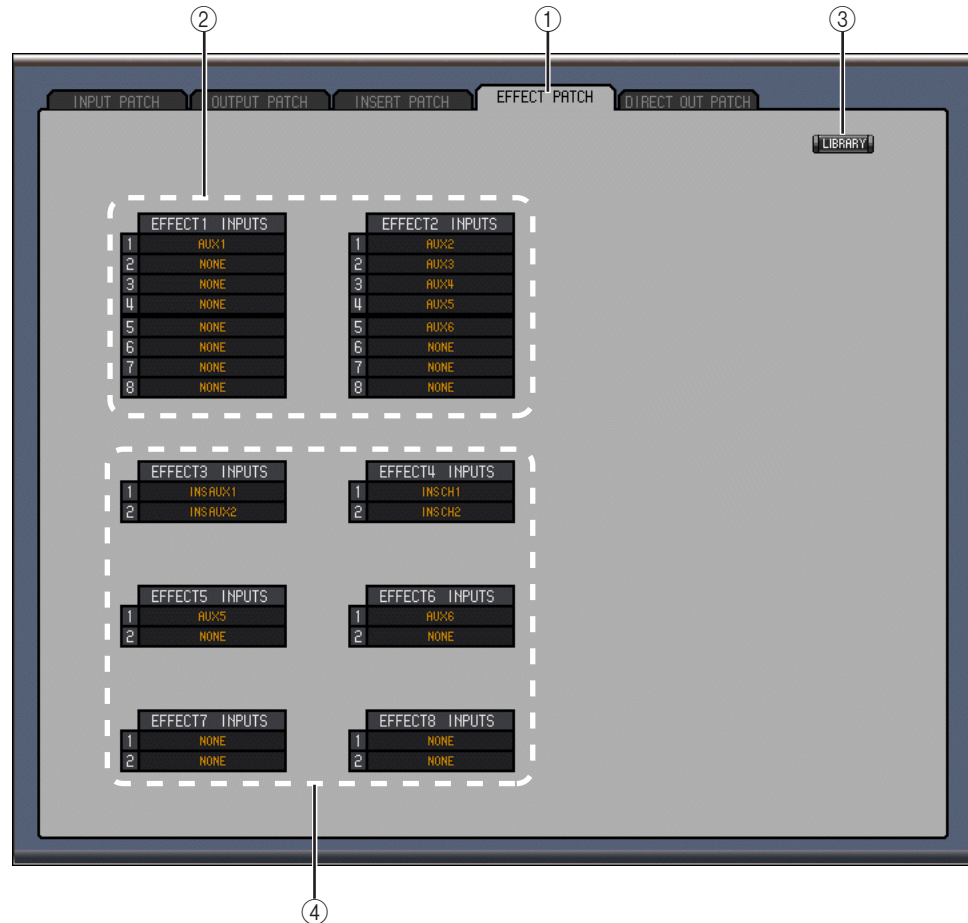 ② ① ③
INPUT PATCH OUTPUT PATCH INSERT PATCH EFFECT PATCH DIRECT OUT PATCH
LIBRARY
EFFECT1 INPUTS
1 AUX1
2 NONE
3 NONE
4 NONE
5 NONE
6 NONE
7 NONE
8 NONE
EFFECT2 INPUTS
1 AUX2
2 AUX3
3 AUX4
4 AUX5
5 AUX6
6 NONE
7 NONE
8 NONE
EFFECT3 INPUTS
1 INSAUX1
2 INSAUX2
EFFECT4 INPUTS
1 INSCH1
2 INSCH2
EFFECT5 INPUTS
1 AUX5
2 NONE
EFFECT6 INPUTS
1 AUX6
2 NONE
EFFECT7 INPUTS
1 NONE
2 NONE
EFFECT8 INPUTS
1 NONE
2 NONE
④